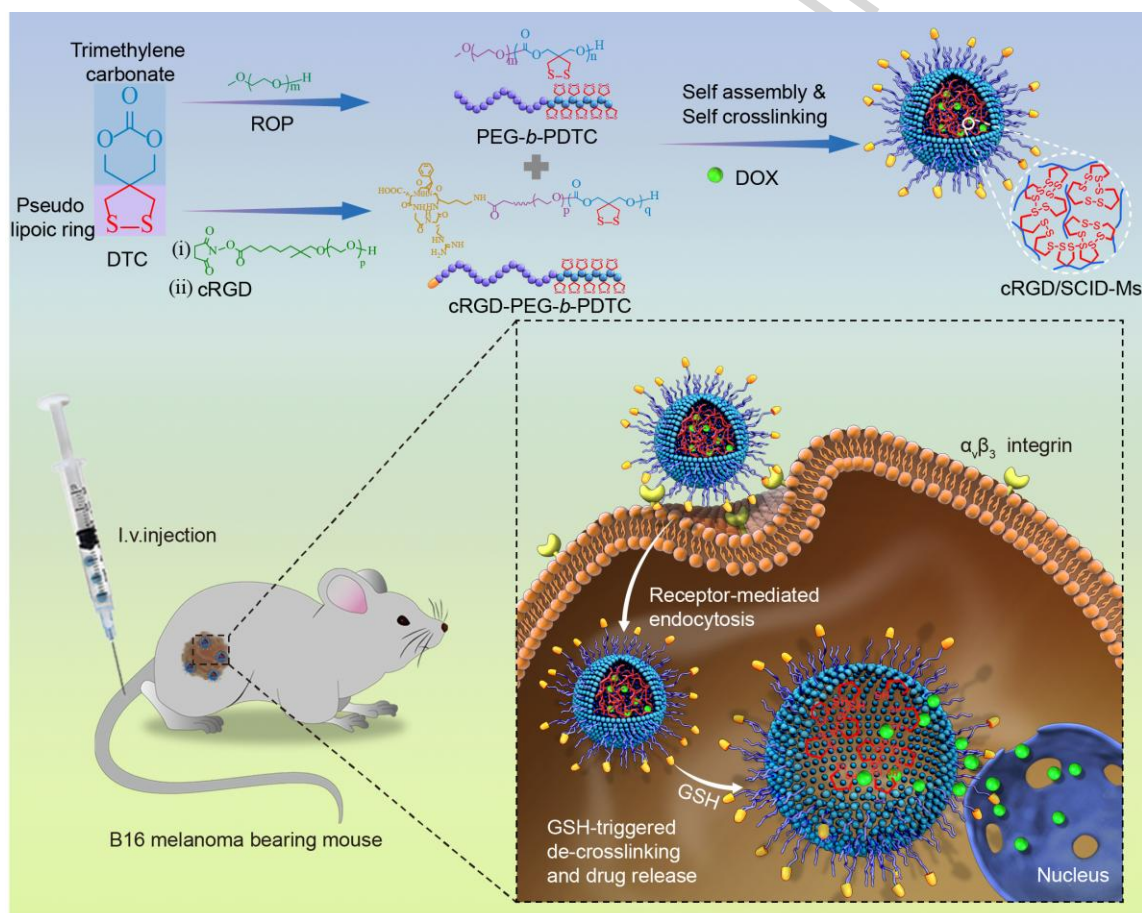 Trimethylene
carbonate
Pseudo
lipoic ring
DTC
ROP
(i)
(ii) cRGD
PEG-b-PDTC
cRGD-PEG-b-PDTC
Self assembly &
Self crosslinking
DOX
cRGD/SCID-Ms
I.v.injection
B16 melanoma bearing mouse
αvβ3 integrin
Receptor-mediated
endocytosis
GSH
GSH-triggered
de-crosslinking
and drug release
Nucleus